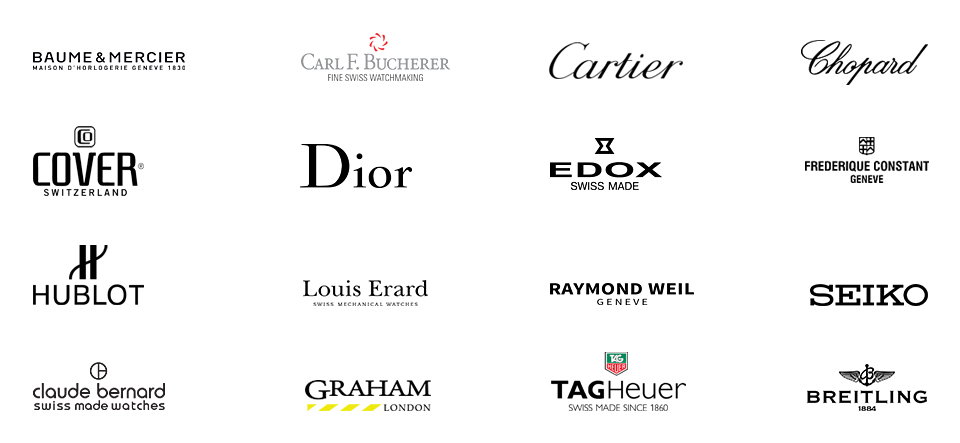 BAUME & MERCIER
MAISON D'HORLOGERIE GENEVE 1830
CARL F. BUCHERER
FINE SWISS WATCHMAKING
Cartier
Chopard
COVER®
SWITZERLAND
Dior
EDOX
SWISS MADE
FREDERIQUE CONSTANT
GENEVE
HUBLOT
Louis Erard
SWISS MECHANICAL WATCHES
RAYMOND WEIL
GENEVE
SEIKO
claude bernard
swiss made watches
GRAHAM
LONDON
TAG
HEUER
TAGHeuer
SWISS MADE SINCE 1860
BREITLING
1884